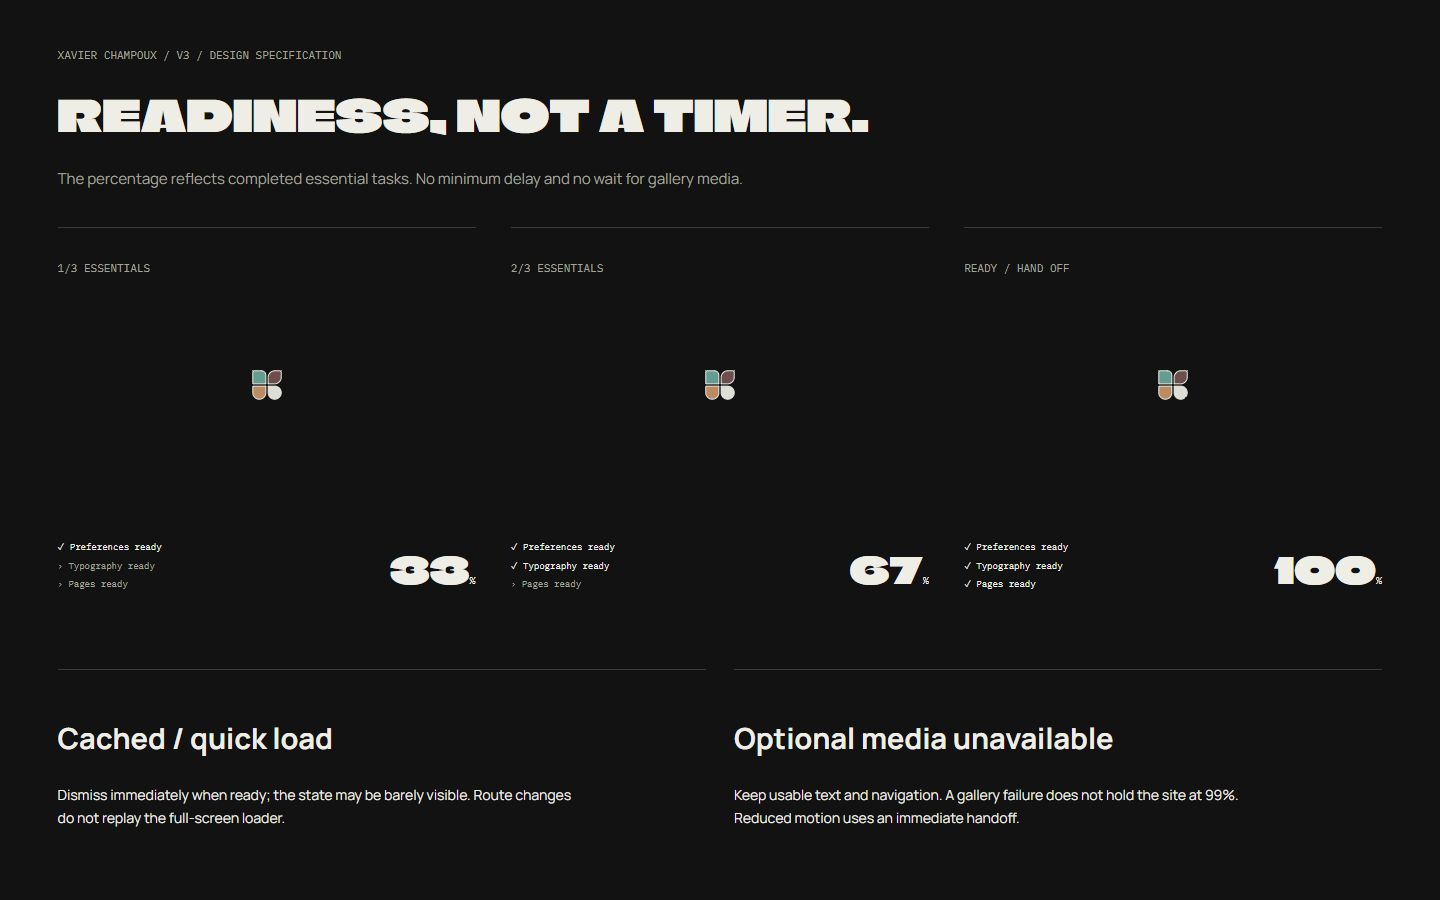 XAVIER CHAMPOUX / V3 / DESIGN SPECIFICATION
READINESS, NOT A TIMER.
The percentage reflects completed essential tasks. No minimum delay and no wait for gallery media.
1/3 ESSENTIALS
✓ Preferences ready
› Typography ready
› Pages ready
33%
2/3 ESSENTIALS
✓ Preferences ready
✓ Typography ready
› Pages ready
67%
READY / HAND OFF
✓ Preferences ready
✓ Typography ready
✓ Pages ready
100%
Cached / quick load
Dismiss immediately when ready; the state may be barely visible. Route changes
do not replay the full-screen loader.
Optional media unavailable
Keep usable text and navigation. A gallery failure does not hold the site at 99%.
Reduced motion uses an immediate handoff.